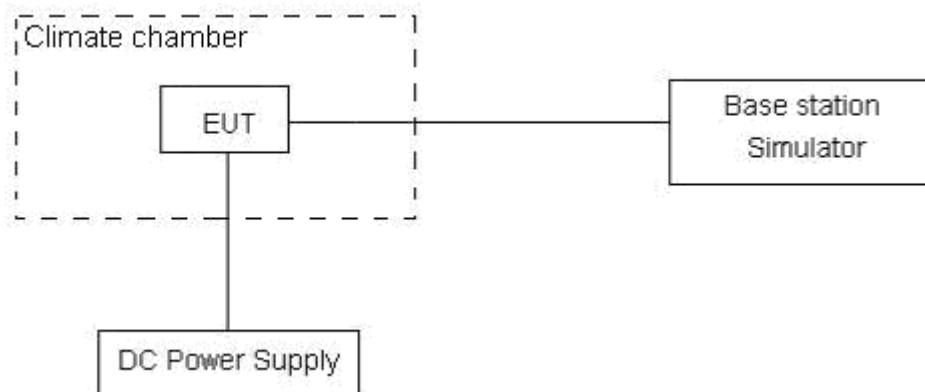 Climate chamber
EUT
Base station
Simulator
DC Power Supply